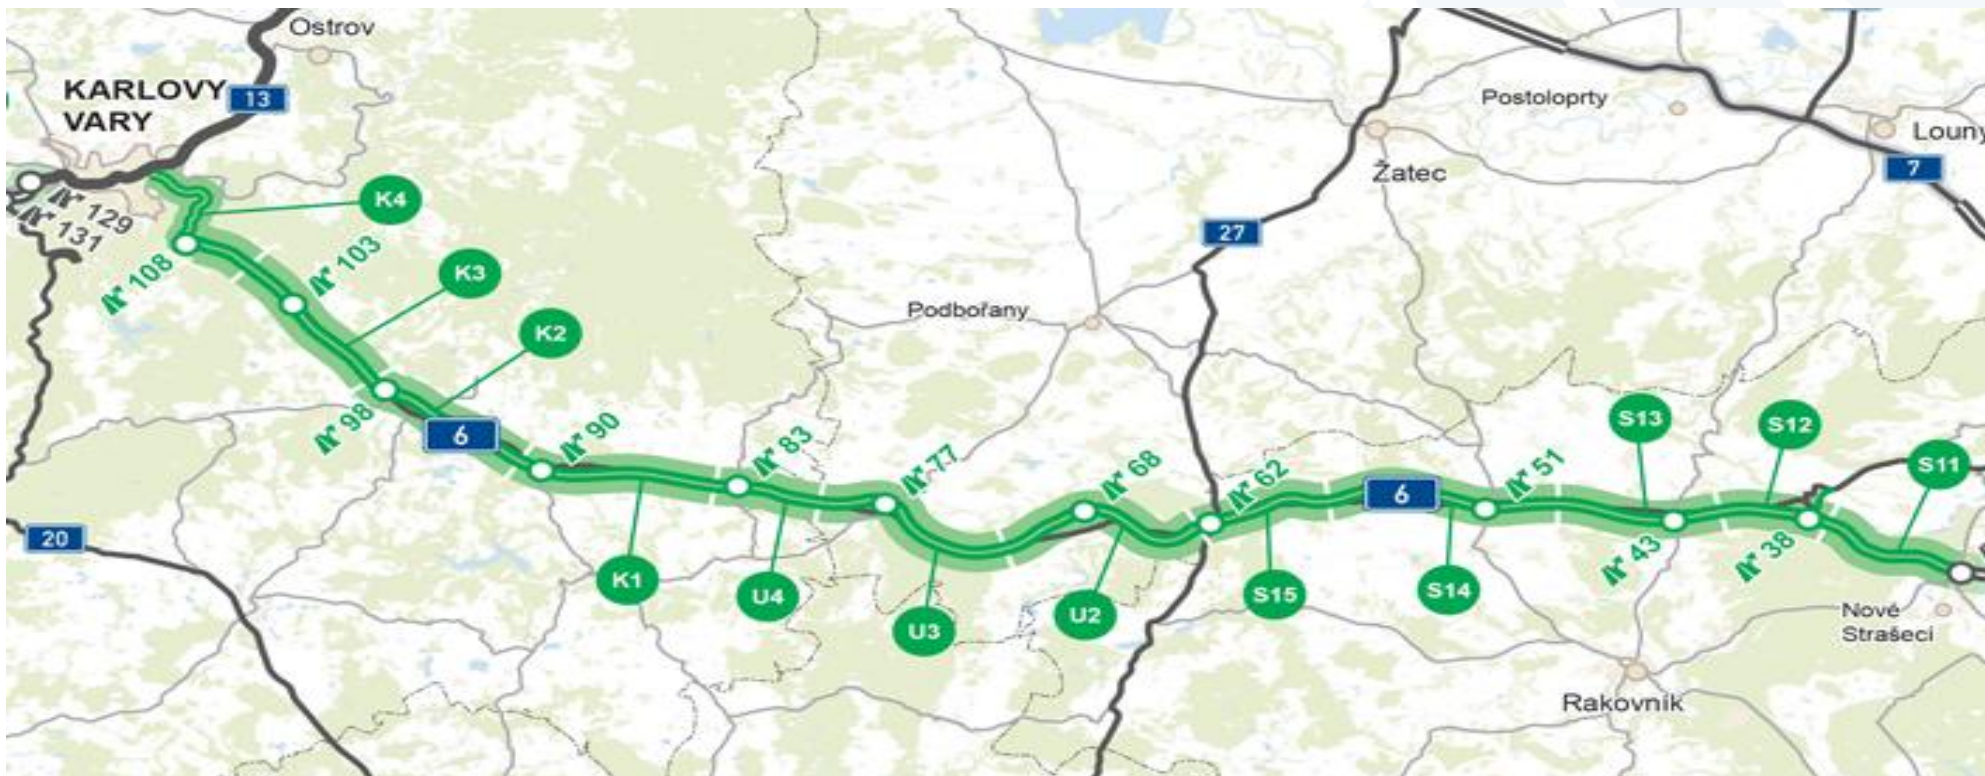 Ostrov
KARLOVY
VARY
13
129
131
108
K4
103
K3
K2
98
6
90
83
77
68
62
51
43
38
K1
U4
U3
U2
S15
S14
S13
S12
S11
6
20
27
7
Podbořany
Žatec
Postoloprty
Louny
Nové
Strašecí
Rakovník